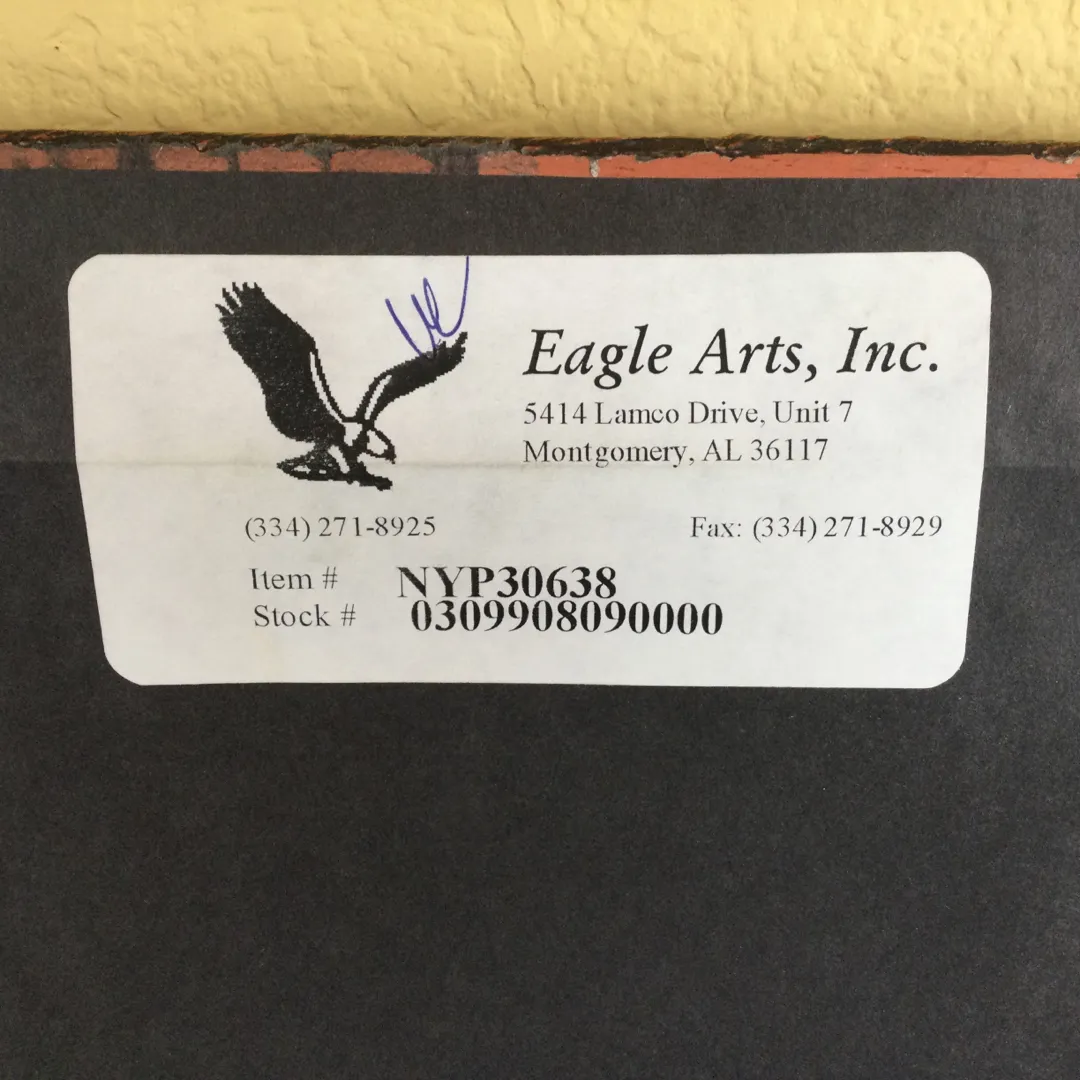 Eagle Arts, Inc.
5414 Lamco Drive, Unit 7
Montgomery, AL 36117
(334) 271-8925 Fax: (334) 271-8929
Item # NYP30638
Stock # 0309908090000